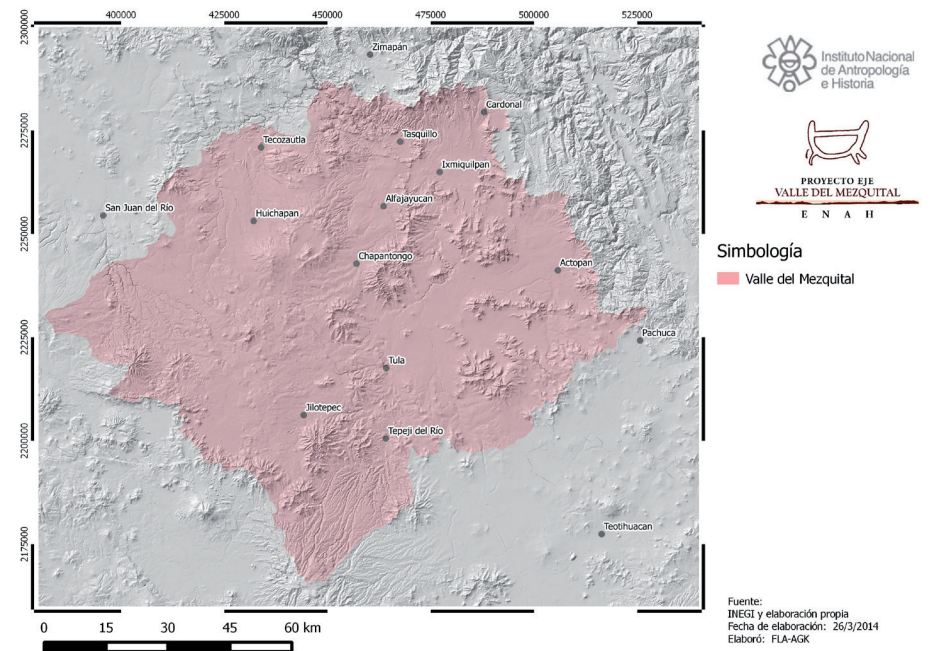 400000 425000 450000 475000 500000 525000
2300000
2275000
2250000
2225000
2200000
2175000
Zimapán
Cardonal
Tecozautla
Tasquillo
Ixmiquilpan
San Juan del Río
Huichapan
Alfajayucan
Chapantongo
Actopan
Pachuca
Tula
Jilotepec
Tepeji del Río
Teotihuacan
0 15 30 45 60 km
Instituto Nacional
de Antropología
e Historia
PROYECTO EJE
VALLE DEL MEZQUITAL
E N A H
Simbología
Valle del Mezquital
Fuente:
INEGI y elaboración propia
Fecha de elaboración: 26/3/2014
Elaboró: FLA-AGK